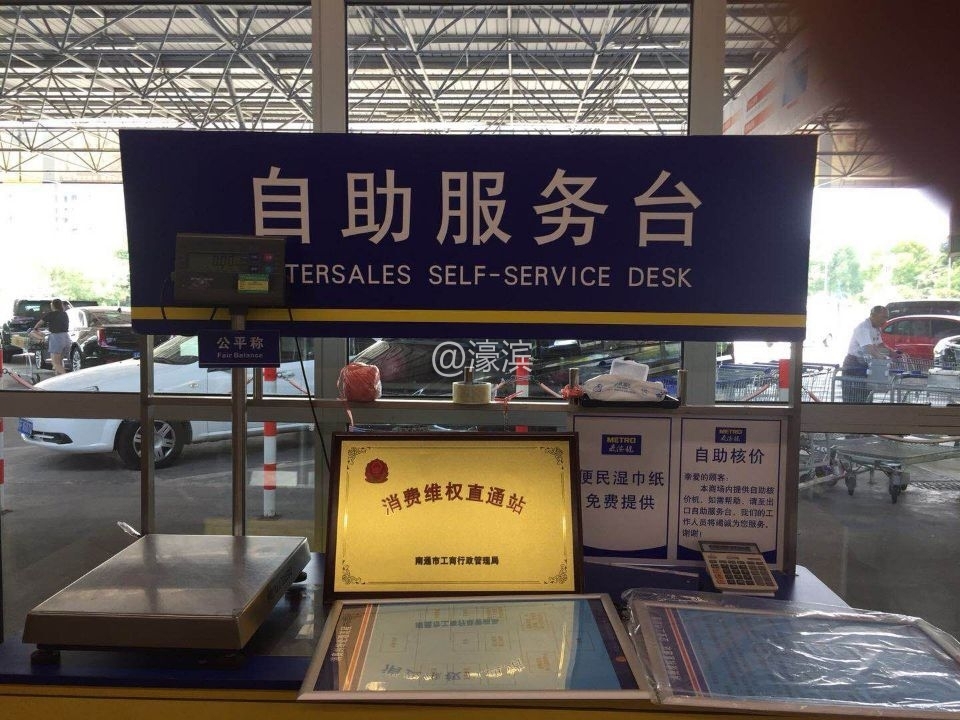 自助服务台
TERSALES SELF-SERVICE DESK
公平称
Fair Balance
@濠滨
消费维权直通站
南通市工商行政管理局
METRO
麦德龙
便民湿巾纸
免费提供
METRO
麦德龙
自助核价
亲爱的顾客:
本商场内提供自助核
价机，如需帮助，请至出
口自助服务台，我们的工
作人员将竭诚为您服务。
谢谢！